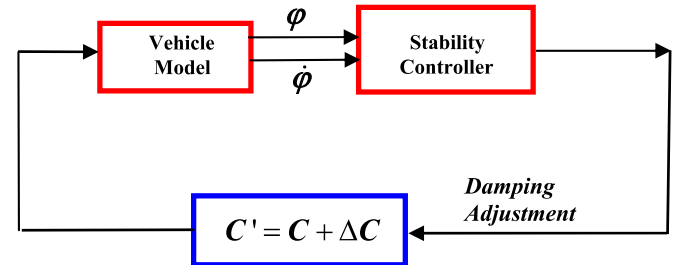 φ
Vehicle
Model
φ̇
Stability
Controller
Damping
Adjustment
C' = C + ΔC